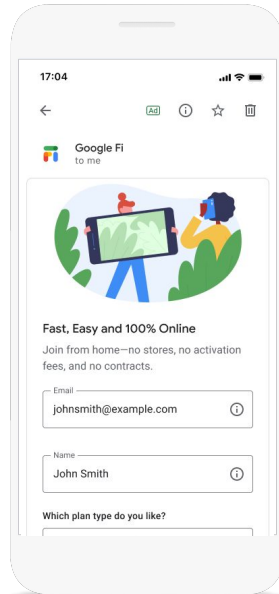 17:04
Ad
Google Fi
to me
Fast, Easy and 100% Online
Join from home—no stores, no activation
fees, and no contracts.
Email
johnsmith@example.com
Name
John Smith
Which plan type do you like?